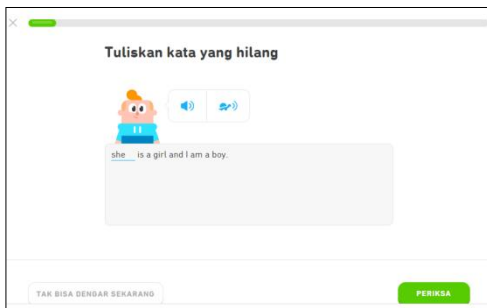 Tuliskan kata yang hilang
she is a girl and I am a boy.
TAK BISA DENGAR SEKARANG
PERIKSA